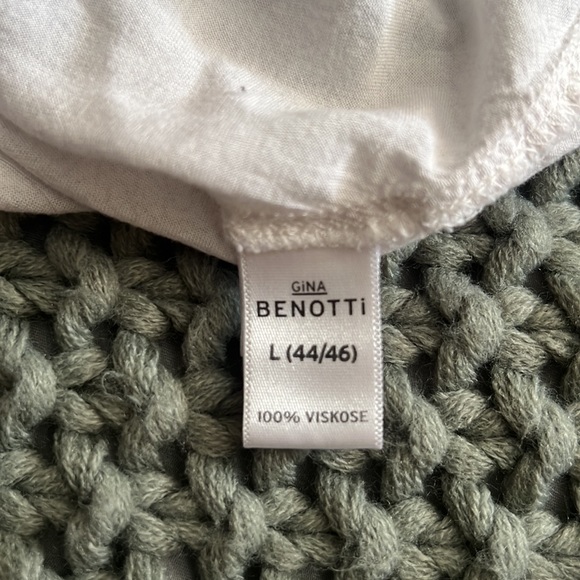 GiNA
BENOTTi
L (44/46)
100% VISKOSE